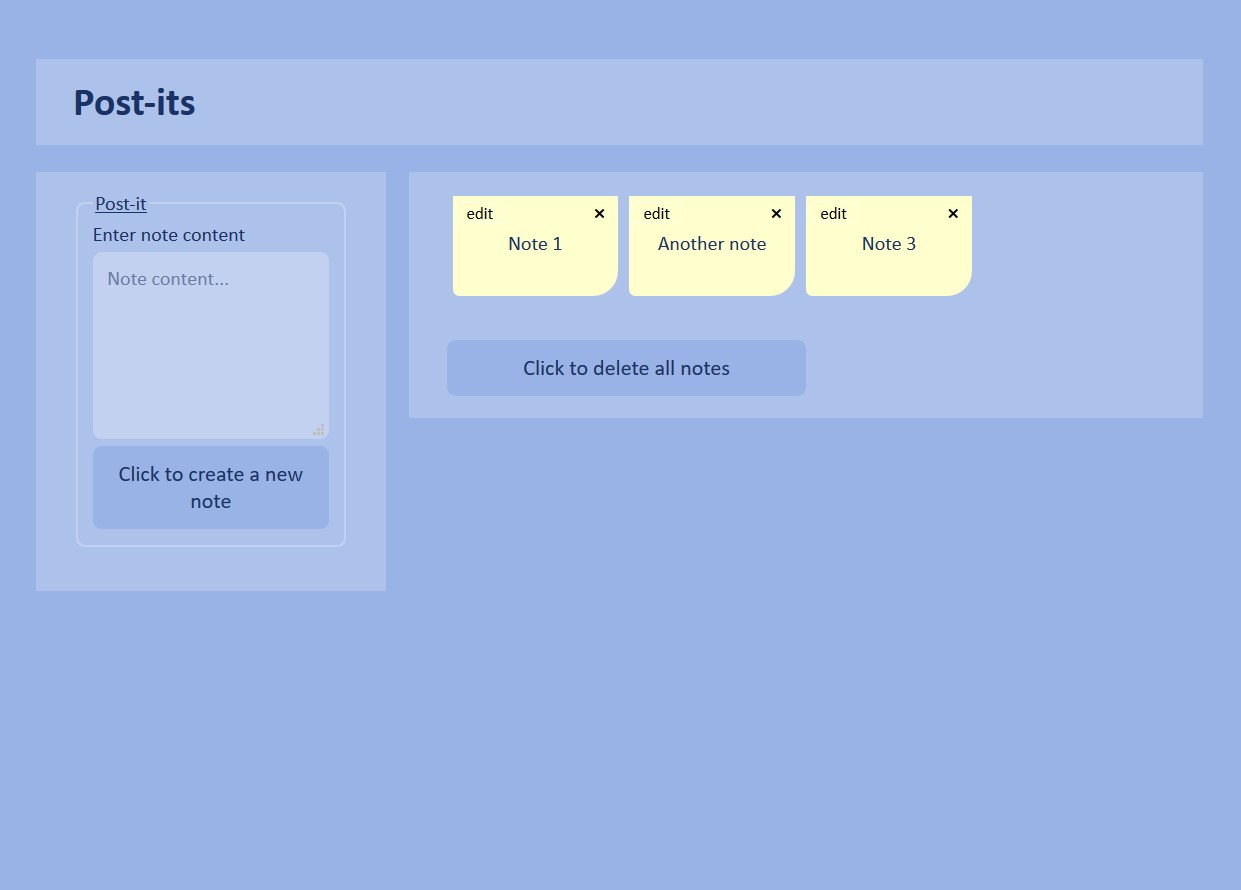 Post-its
Post-it
Enter note content
Note content...
Click to create a new
note
edit ✕
Note 1
edit ✕
Another note
edit ✕
Note 3
Click to delete all notes